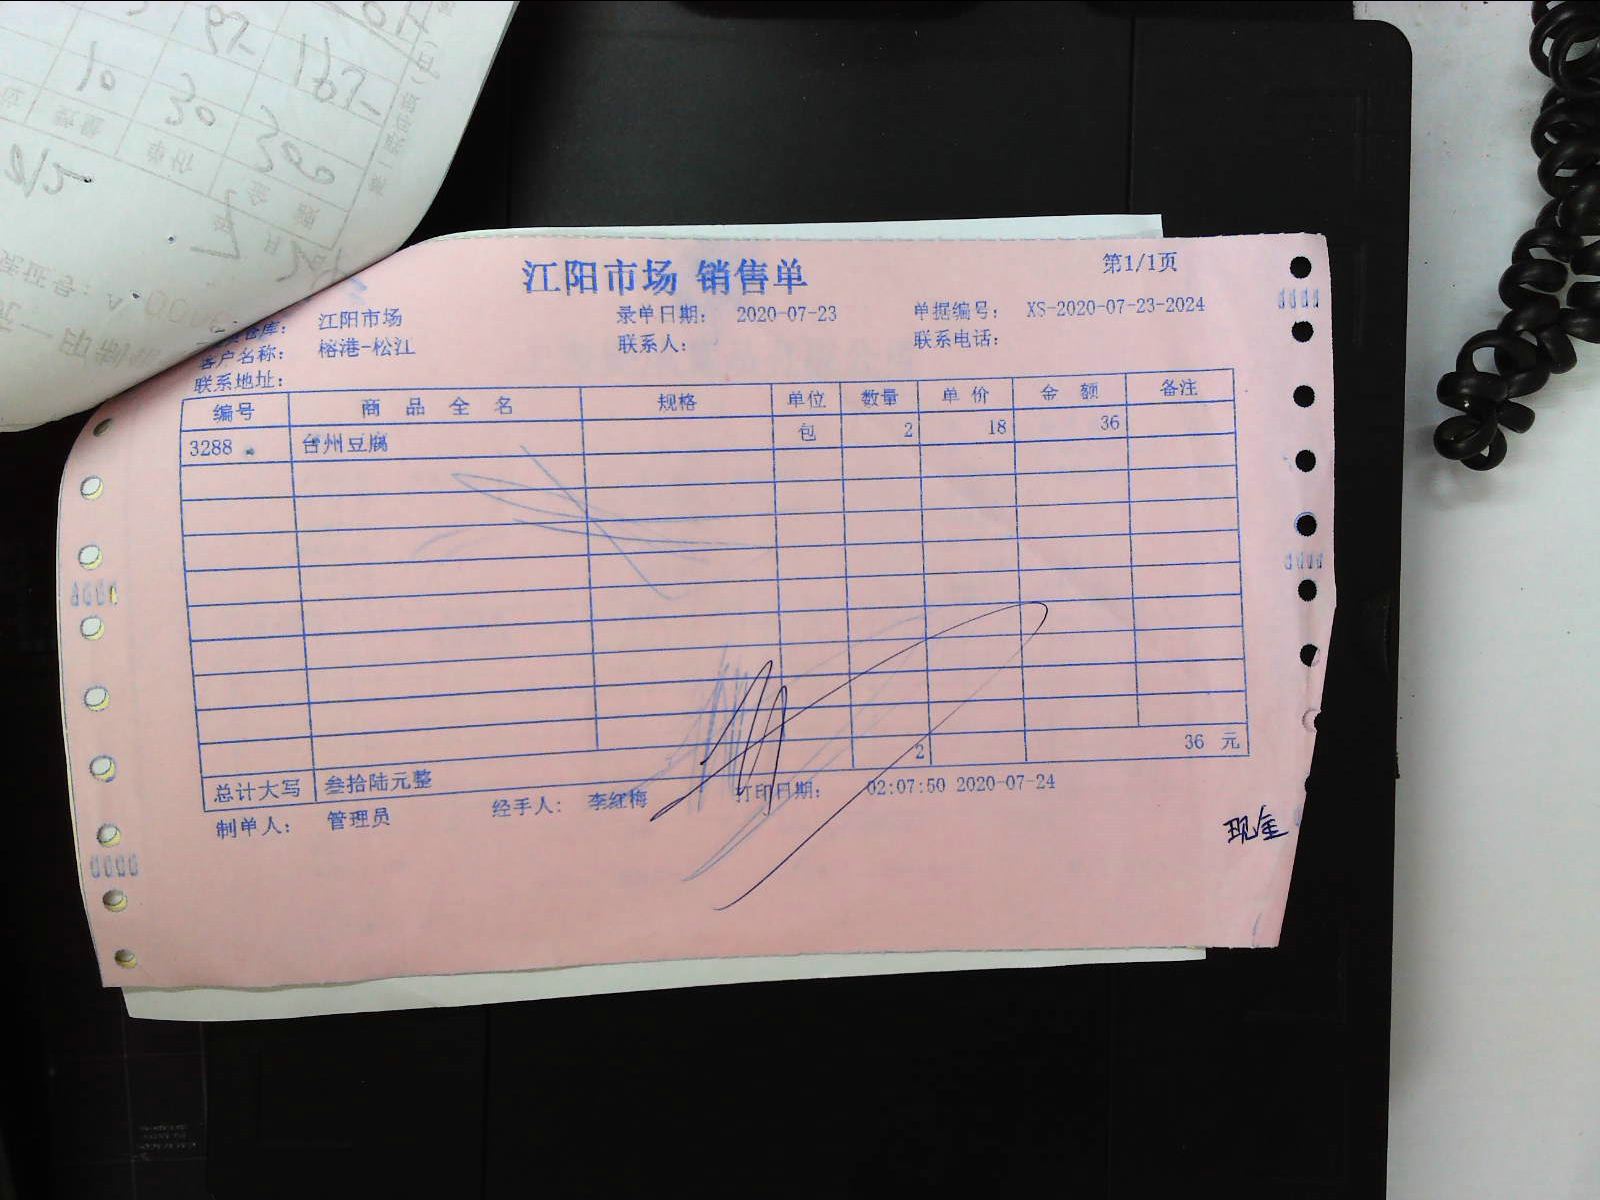 江阳市场 销售单
第1/1页
仓库： 江阳市场 录单日期： 2020-07-23 单据编号： XS-2020-07-23-2024
客户名称： 榕港-松江 联系人： 联系电话：
联系地址：
编号 商品全名 规格 单位 数量 单价 金额 备注
3288 台州豆腐 包 2 18 36
2 36 元
总计大写 叁拾陆元整
制单人： 管理员 经手人： 李红梅 打印日期： 02:07:50 2020-07-24
现金
10 30 300